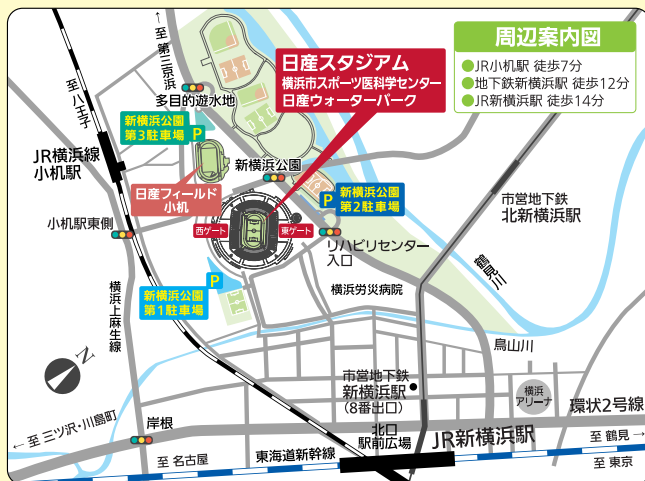 周辺案内図
●JR小机駅 徒歩7分
●地下鉄新横浜駅 徒歩12分
●JR新横浜駅 徒歩14分
← 至 第三京浜
← 至 八王子
多目的遊水地
日産スタジアム
横浜市スポーツ医科学センター
日産ウォーターパーク
新横浜公園
第3駐車場
P
JR横浜線
小机駅
日産フィールド
小机
新横浜公園
P
新横浜公園
第2駐車場
市営地下鉄
北新横浜駅
小机駅東側
西ゲート
東ゲート
リハビリセンター
入口
鶴見川
P
新横浜公園
第1駐車場
横浜労災病院
横浜上麻生線
鳥山川
N
市営地下鉄
新横浜駅
(8番出口)
横浜
アリーナ
環状2号線
← 至 三ツ沢・川島町
岸根
北口
駅前広場
JR新横浜駅
至 鶴見 →
至 名古屋
東海道新幹線
至 東京